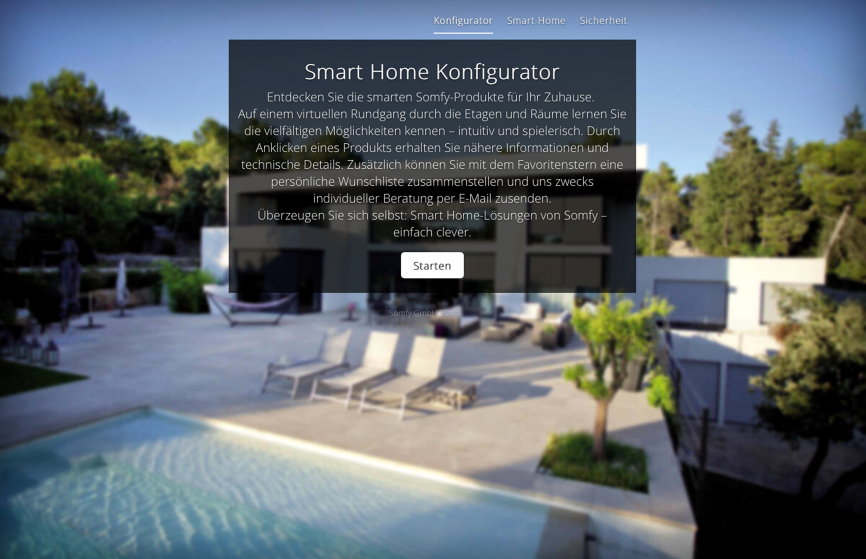 Konfigurator Smart Home Sicherheit
Smart Home Konfigurator
Entdecken Sie die smarten Somfy-Produkte für Ihr Zuhause.
Auf einem virtuellen Rundgang durch die Etagen und Räume lernen Sie
die vielfältigen Möglichkeiten kennen – intuitiv und spielerisch. Durch
Anklicken eines Produkts erhalten Sie nähere Informationen und
technische Details. Zusätzlich können Sie mit dem Favoritenstern eine
persönliche Wunschliste zusammenstellen und uns zwecks
individueller Beratung per E-Mail zusenden.
Überzeugen Sie sich selbst: Smart Home-Lösungen von Somfy –
einfach clever.
Starten
Somfy GmbH